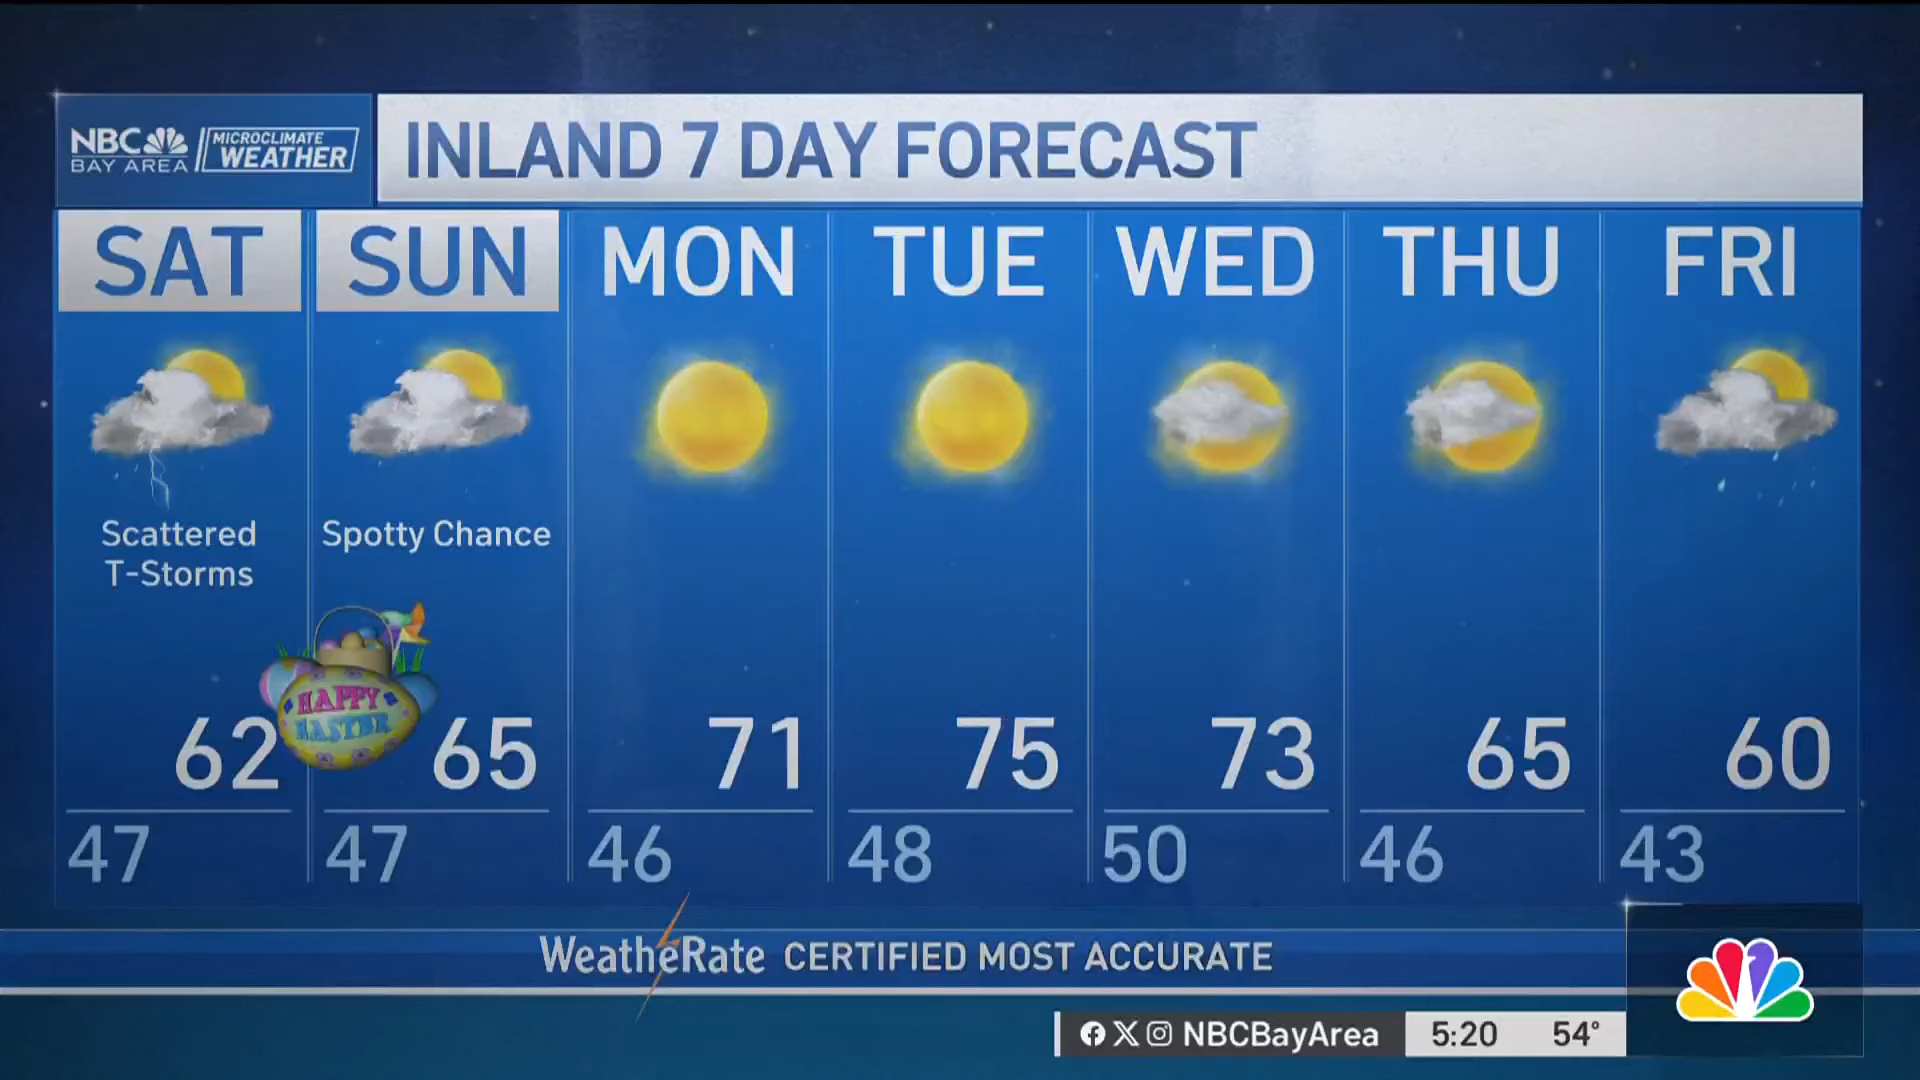 NBC
BAY AREA
MICROCLIMATE
WEATHER
INLAND 7 DAY FORECAST
SAT
SUN
MON
TUE
WED
THU
FRI
Scattered
T-Storms
Spotty Chance
HAPPY
EASTER
62
65
71
75
73
65
60
47
47
46
48
50
46
43
WeatheRate CERTIFIED MOST ACCURATE
NBCBayArea
5:20
54°